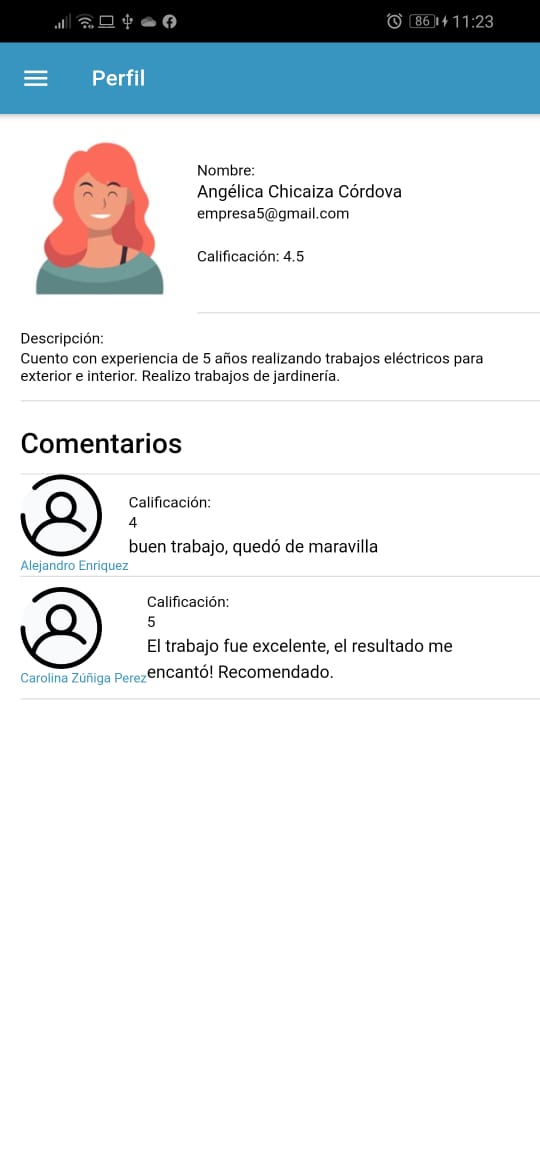 86 11:23
Perfil
Nombre:
Angélica Chicaiza Córdova
empresa5@gmail.com
Calificación: 4.5
Descripción:
Cuento con experiencia de 5 años realizando trabajos eléctricos para
exterior e interior. Realizo trabajos de jardinería.
Comentarios
Calificación:
4
buen trabajo, quedó de maravilla
Alejandro Enriquez
Calificación:
5
El trabajo fue excelente, el resultado me
encantó! Recomendado.
Carolina Zúñiga Perez